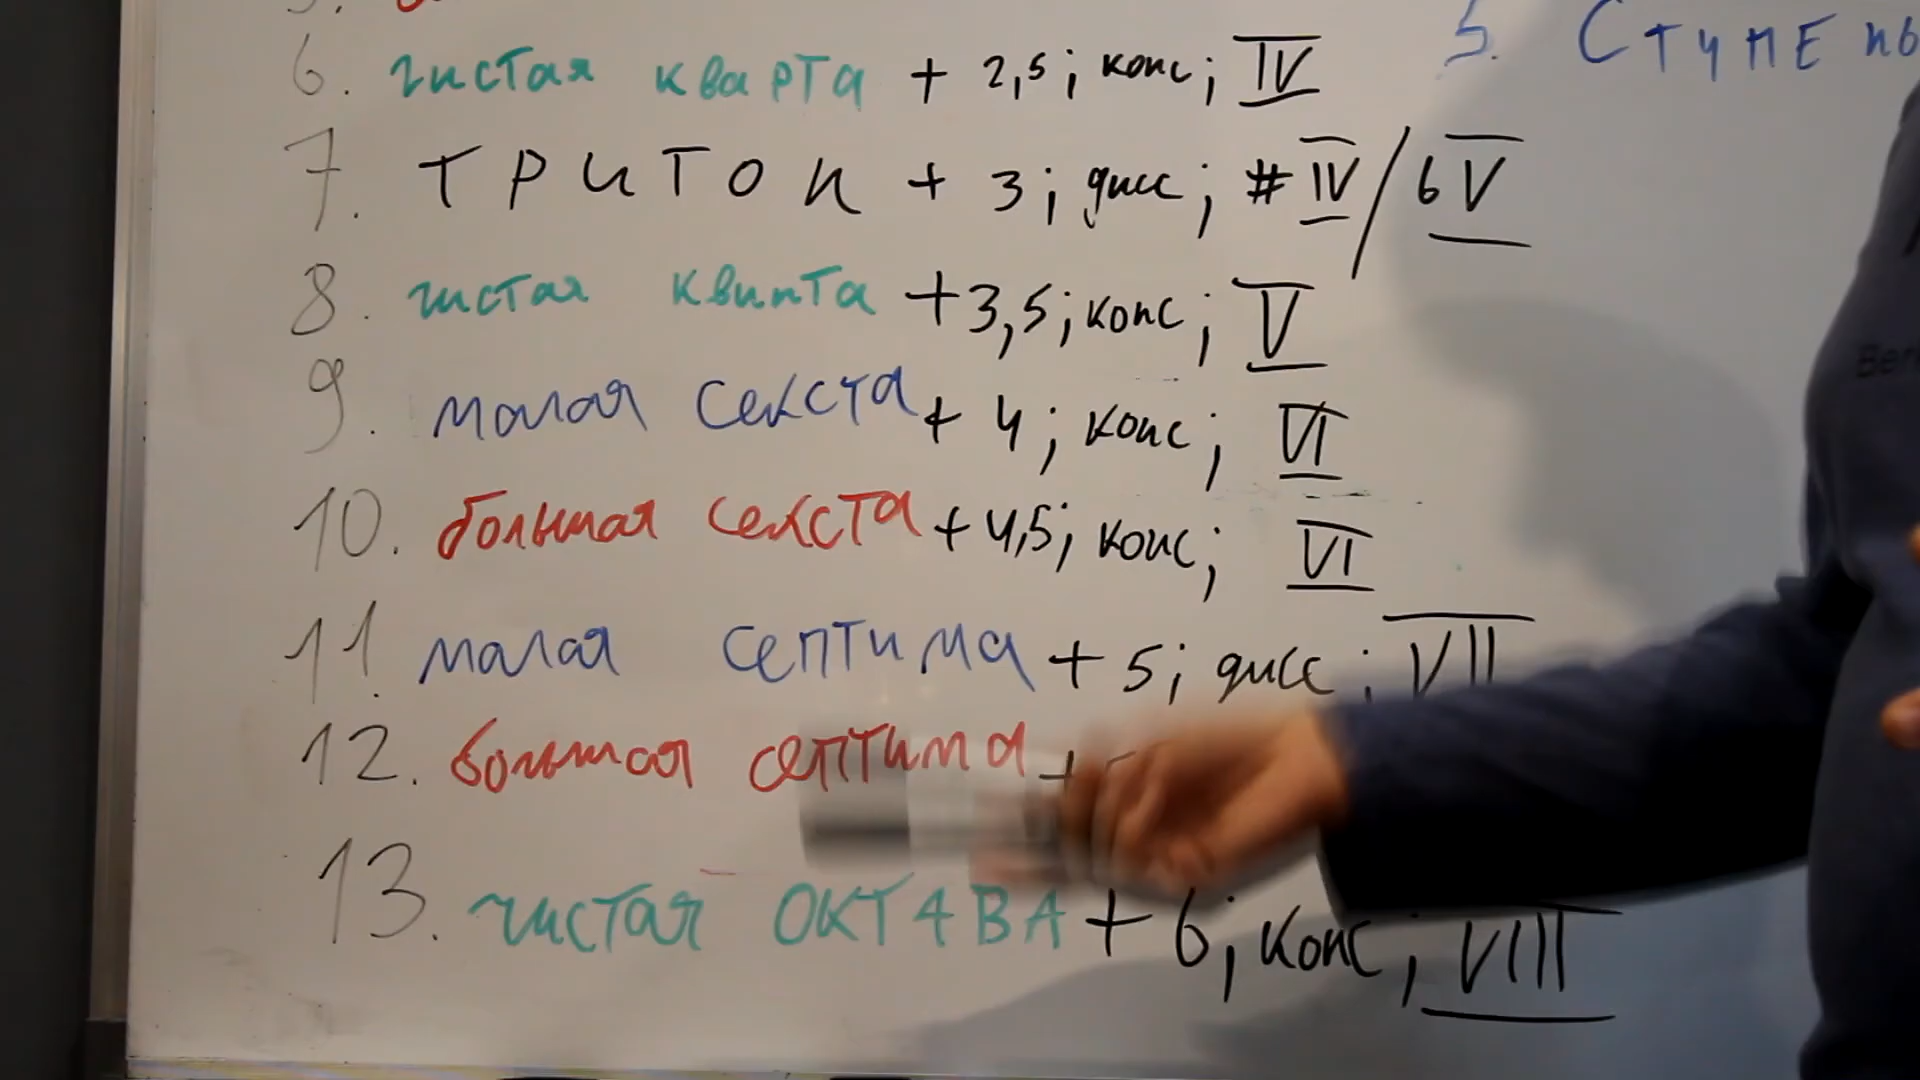 6. чистая кварта + 2,5; конс; IV
7. ТРИТОН + 3; дисс; #IV / bV
8. чистая квинта + 3,5; конс; V
9. малая секста + 4; конс; VI
10. большая секста + 4,5; конс; VI
11. малая септима + 5; дисс; VII
12. большая септима +
13. чистая ОКТАВА + 6; конс; VIII
5. Ступень
Ber